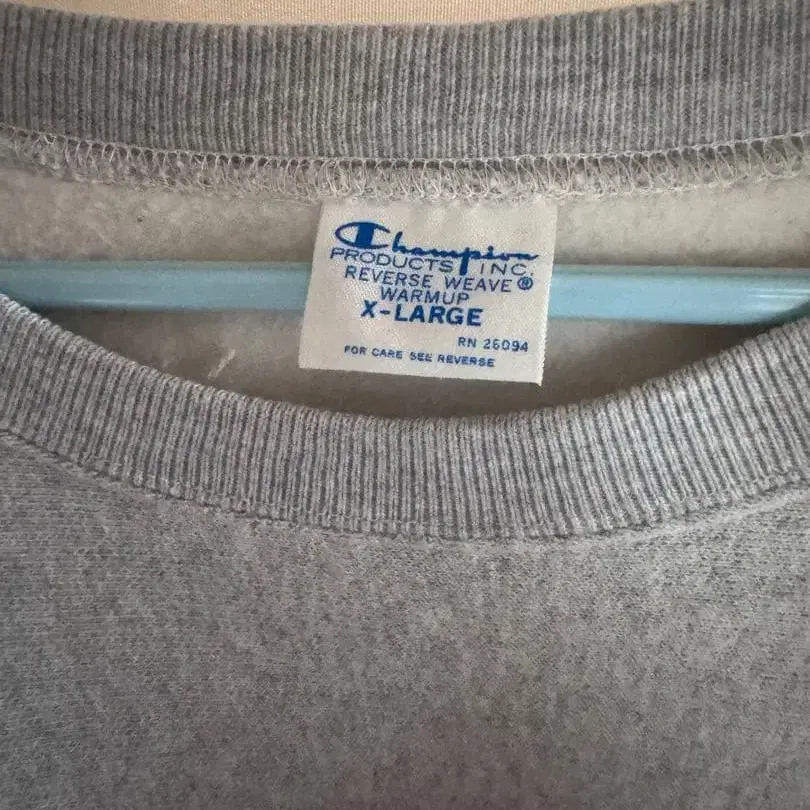 Champion
PRODUCTS INC.
REVERSE WEAVE ®
WARMUP
X-LARGE
RN 26094
FOR CARE SEE REVERSE